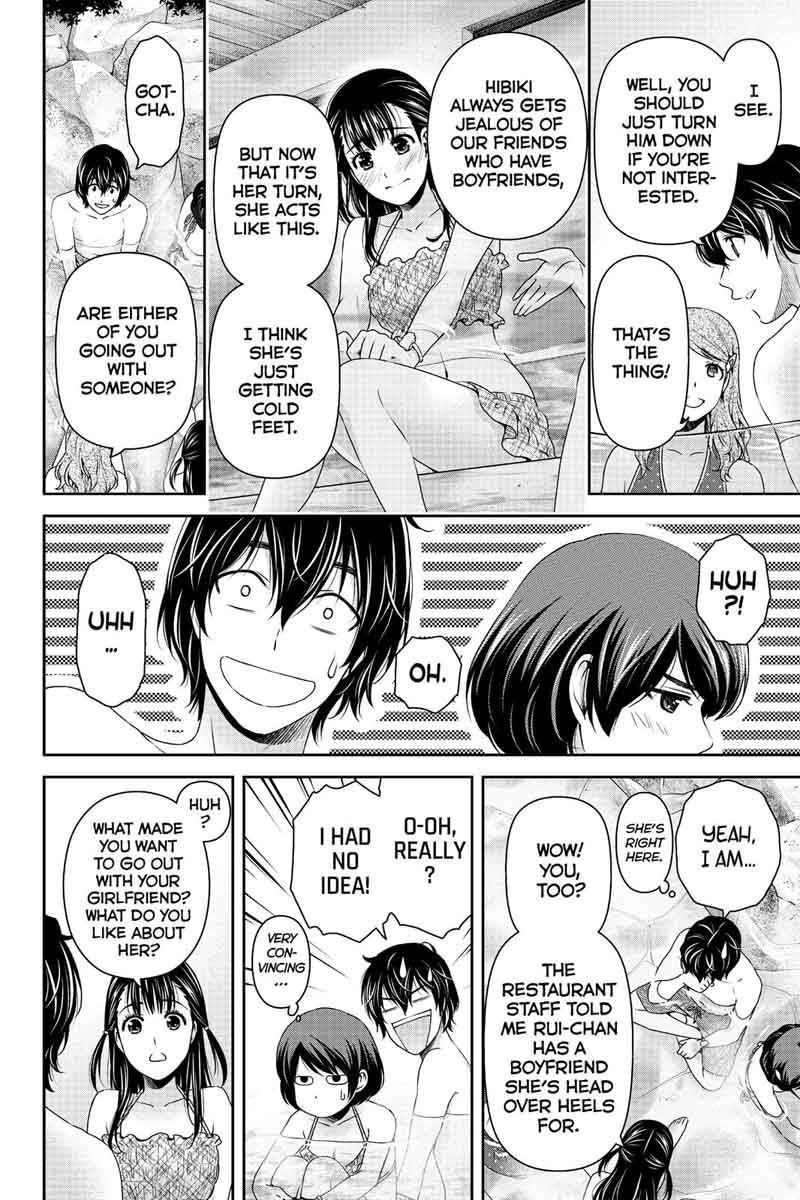 I
SEE.
WELL, YOU
SHOULD
JUST TURN
HIM DOWN
IF YOU'RE
NOT INTER-
ESTED.
THAT'S
THE
THING!
HIBIKI
ALWAYS GETS
JEALOUS OF
OUR FRIENDS
WHO HAVE
BOYFRIENDS,
BUT NOW
THAT IT'S
HER TURN,
SHE ACTS
LIKE THIS.
I THINK
SHE'S
JUST
GETTING
COLD
FEET.
GOT-
CHA.
ARE EITHER
OF YOU
GOING OUT
WITH
SOMEONE?
HUH
?!
OH.
UHH
...
YEAH,
I AM...
SHE'S
RIGHT
HERE.
WOW!
YOU,
TOO?
THE
RESTAURANT
STAFF TOLD
ME RUI-CHAN
HAS A
BOYFRIEND
SHE'S HEAD
OVER HEELS
FOR.
O-OH,
REALLY
?
I HAD
NO
IDEA!
VERY
CON-
VINCING
...
HUH
?
WHAT MADE
YOU WANT
TO GO OUT
WITH YOUR
GIRLFRIEND?
WHAT DO YOU
LIKE ABOUT
HER?